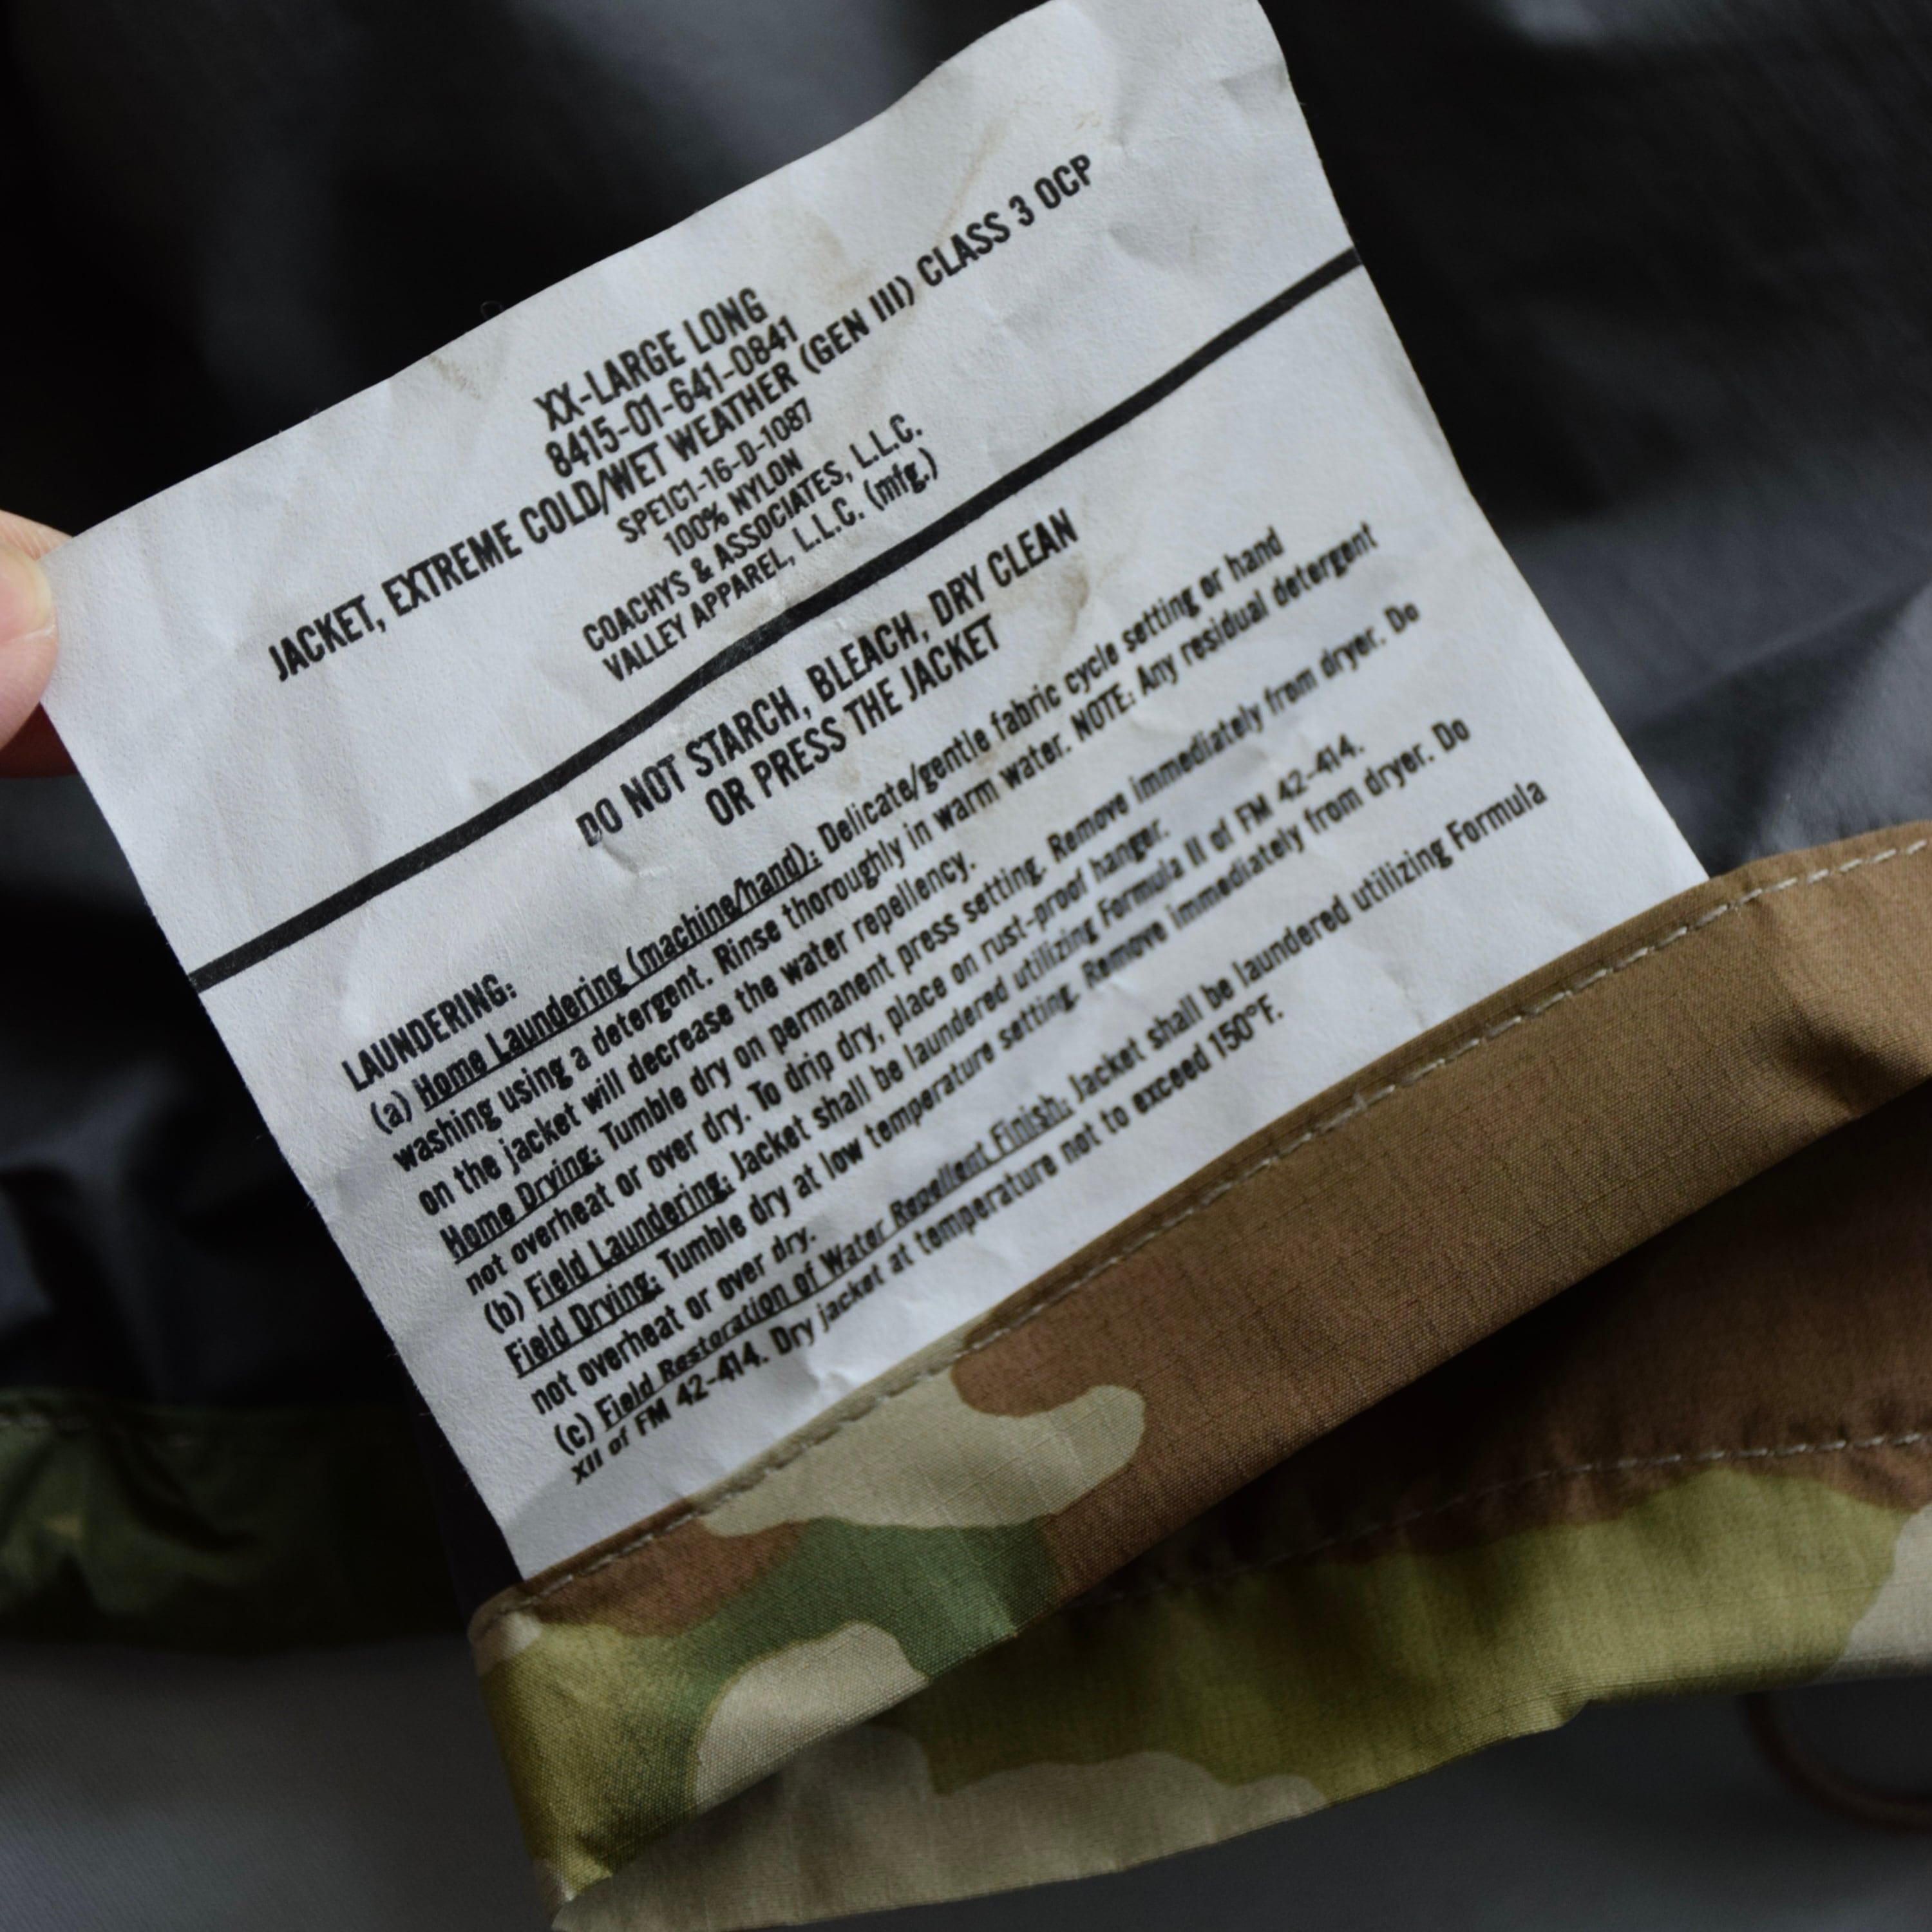 XX-LARGE LONG
8415-01-641-0841
JACKET, EXTREME COLD/WET WEATHER (GEN III) CLASS 3 OCP
SPE1C1-16-D-1087
100% NYLON
COACHYS & ASSOCIATES, L.L.C.
VALLEY APPAREL, L.L.C. (mfg.)
DO NOT STARCH, BLEACH, DRY CLEAN
OR PRESS THE JACKET
LAUNDERING:
(a) Home Laundering (machine/hand): Delicate/gentle fabric cycle setting or hand
washing using a detergent. Rinse thoroughly in warm water. NOTE: Any residual detergent
on the jacket will decrease the water repellency.
Home Drying: Tumble dry on permanent press setting. Remove immediately from dryer. Do
not overheat or over dry. To drip dry, place on rust-proof hanger.
(b) Field Laundering: Jacket shall be laundered utilizing Formula II of FM 42-414.
Field Drying: Tumble dry at low temperature setting. Remove immediately from dryer. Do
not overheat or over dry.
(c) Field Restoration of Water Repellent Finish: Jacket shall be laundered utilizing Formula
XII of FM 42-414. Dry jacket at temperature not to exceed 150°F.